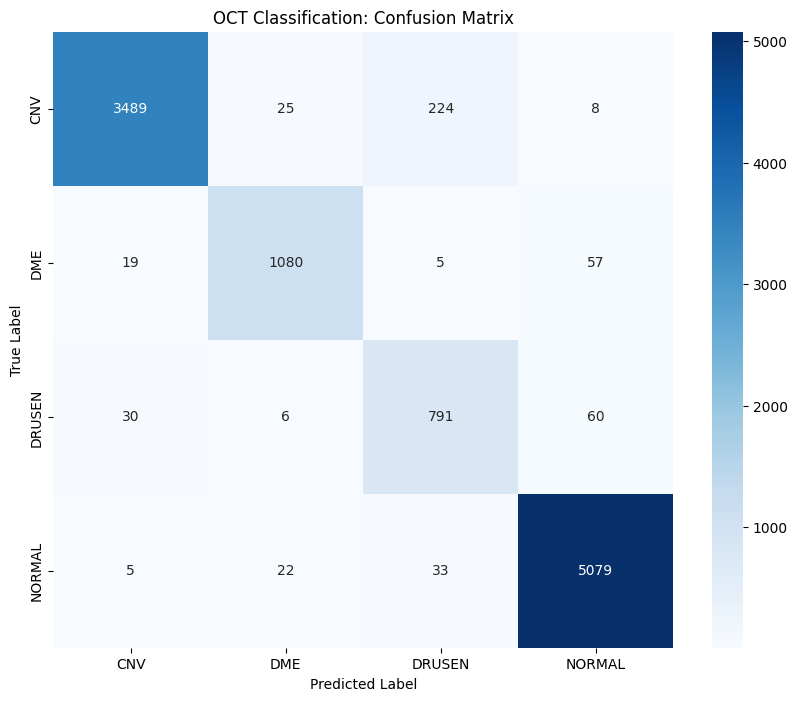 OCT Classification: Confusion Matrix
5000
CNV
3489 25 224 8
4000
DME
19 1080 5 57
3000
True Label
DRUSEN
30 6 791 60
2000
NORMAL
5 22 33 5079
1000
CNV DME DRUSEN NORMAL
Predicted Label